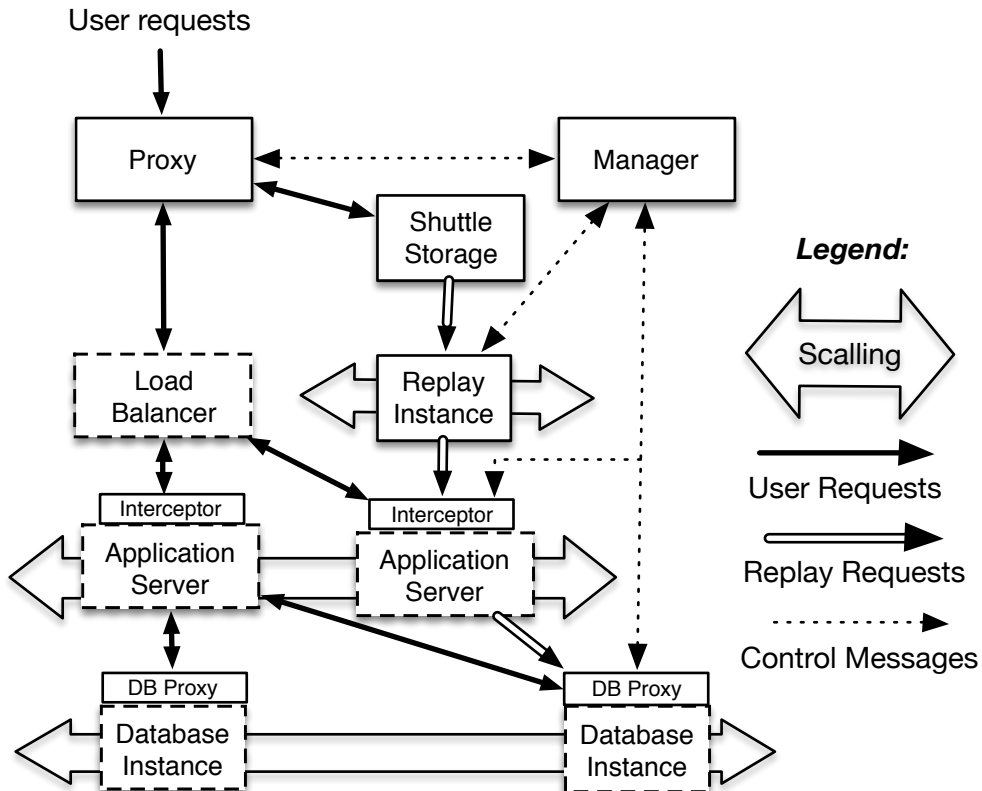 User requests
Proxy
Manager
Shuttle
Storage
Legend:
Scalling
Load
Balancer
Replay
Instance
User Requests
Interceptor
Interceptor
Application
Server
Application
Server
Replay Requests
Control Messages
DB Proxy
DB Proxy
Database
Instance
Database
Instance